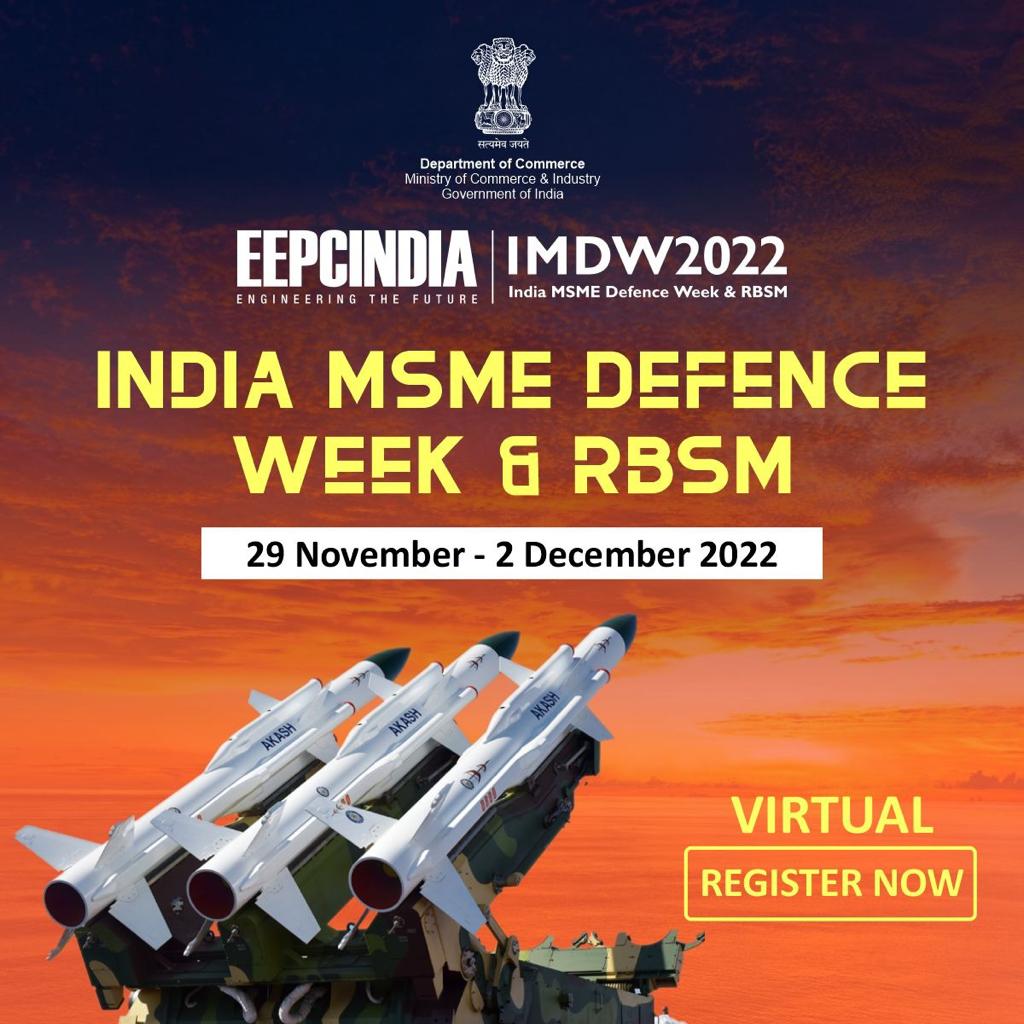 सत्यमेव जयते
Department of Commerce
Ministry of Commerce & Industry
Government of India
EEPCINDIA
ENGINEERING THE FUTURE
IMDW2022
India MSME Defence Week & RBSM
INDIA MSME DEFENCE
WEEK & RBSM
29 November - 2 December 2022
AKASH
AKASH
AKASH
VIRTUAL
REGISTER NOW